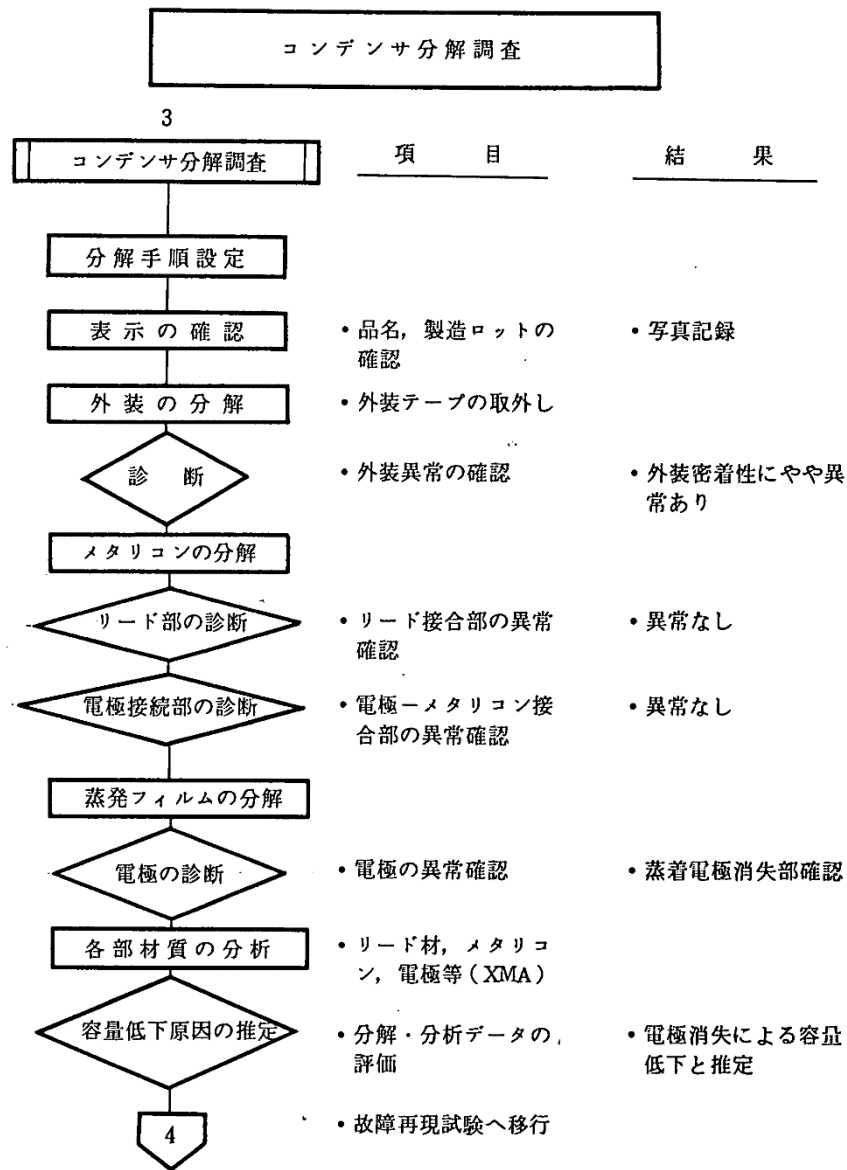 コンデンサ分解調査
3
コンデンサ分解調査
項 目
結 果
分解手順設定
表示の確認
・品名，製造ロットの
確認
・写真記録
外装の分解
・外装テープの取外し
診 断
・外装異常の確認
・外装密着性にやや異
常あり
メタリコンの分解
リード部の診断
・リード接合部の異常
確認
・異常なし
電極接続部の診断
・電極－メタリコン接
合部の異常確認
・異常なし
蒸発フィルムの分解
電極の診断
・電極の異常確認
・蒸着電極消失部確認
各部材質の分析
・リード材，メタリコ
ン，電極等（XMA）
容量低下原因の推定
・分解・分析データの
評価
・電極消失による容量
低下と推定
4
・故障再現試験へ移行